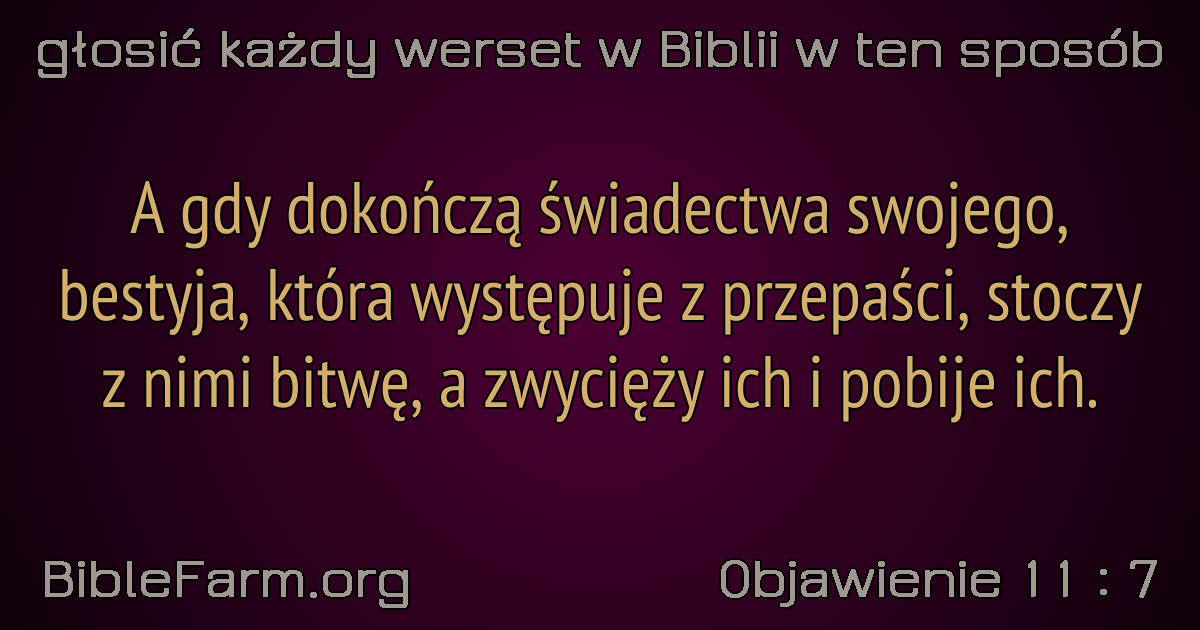 głosić każdy werset w Biblii w ten sposób
A gdy dokończą świadectwa swojego,
bestyja, która występuje z przepaści, stoczy
z nimi bitwę, a zwycięży ich i pobije ich.
BibleFarm.org
Objawienie 11 : 7